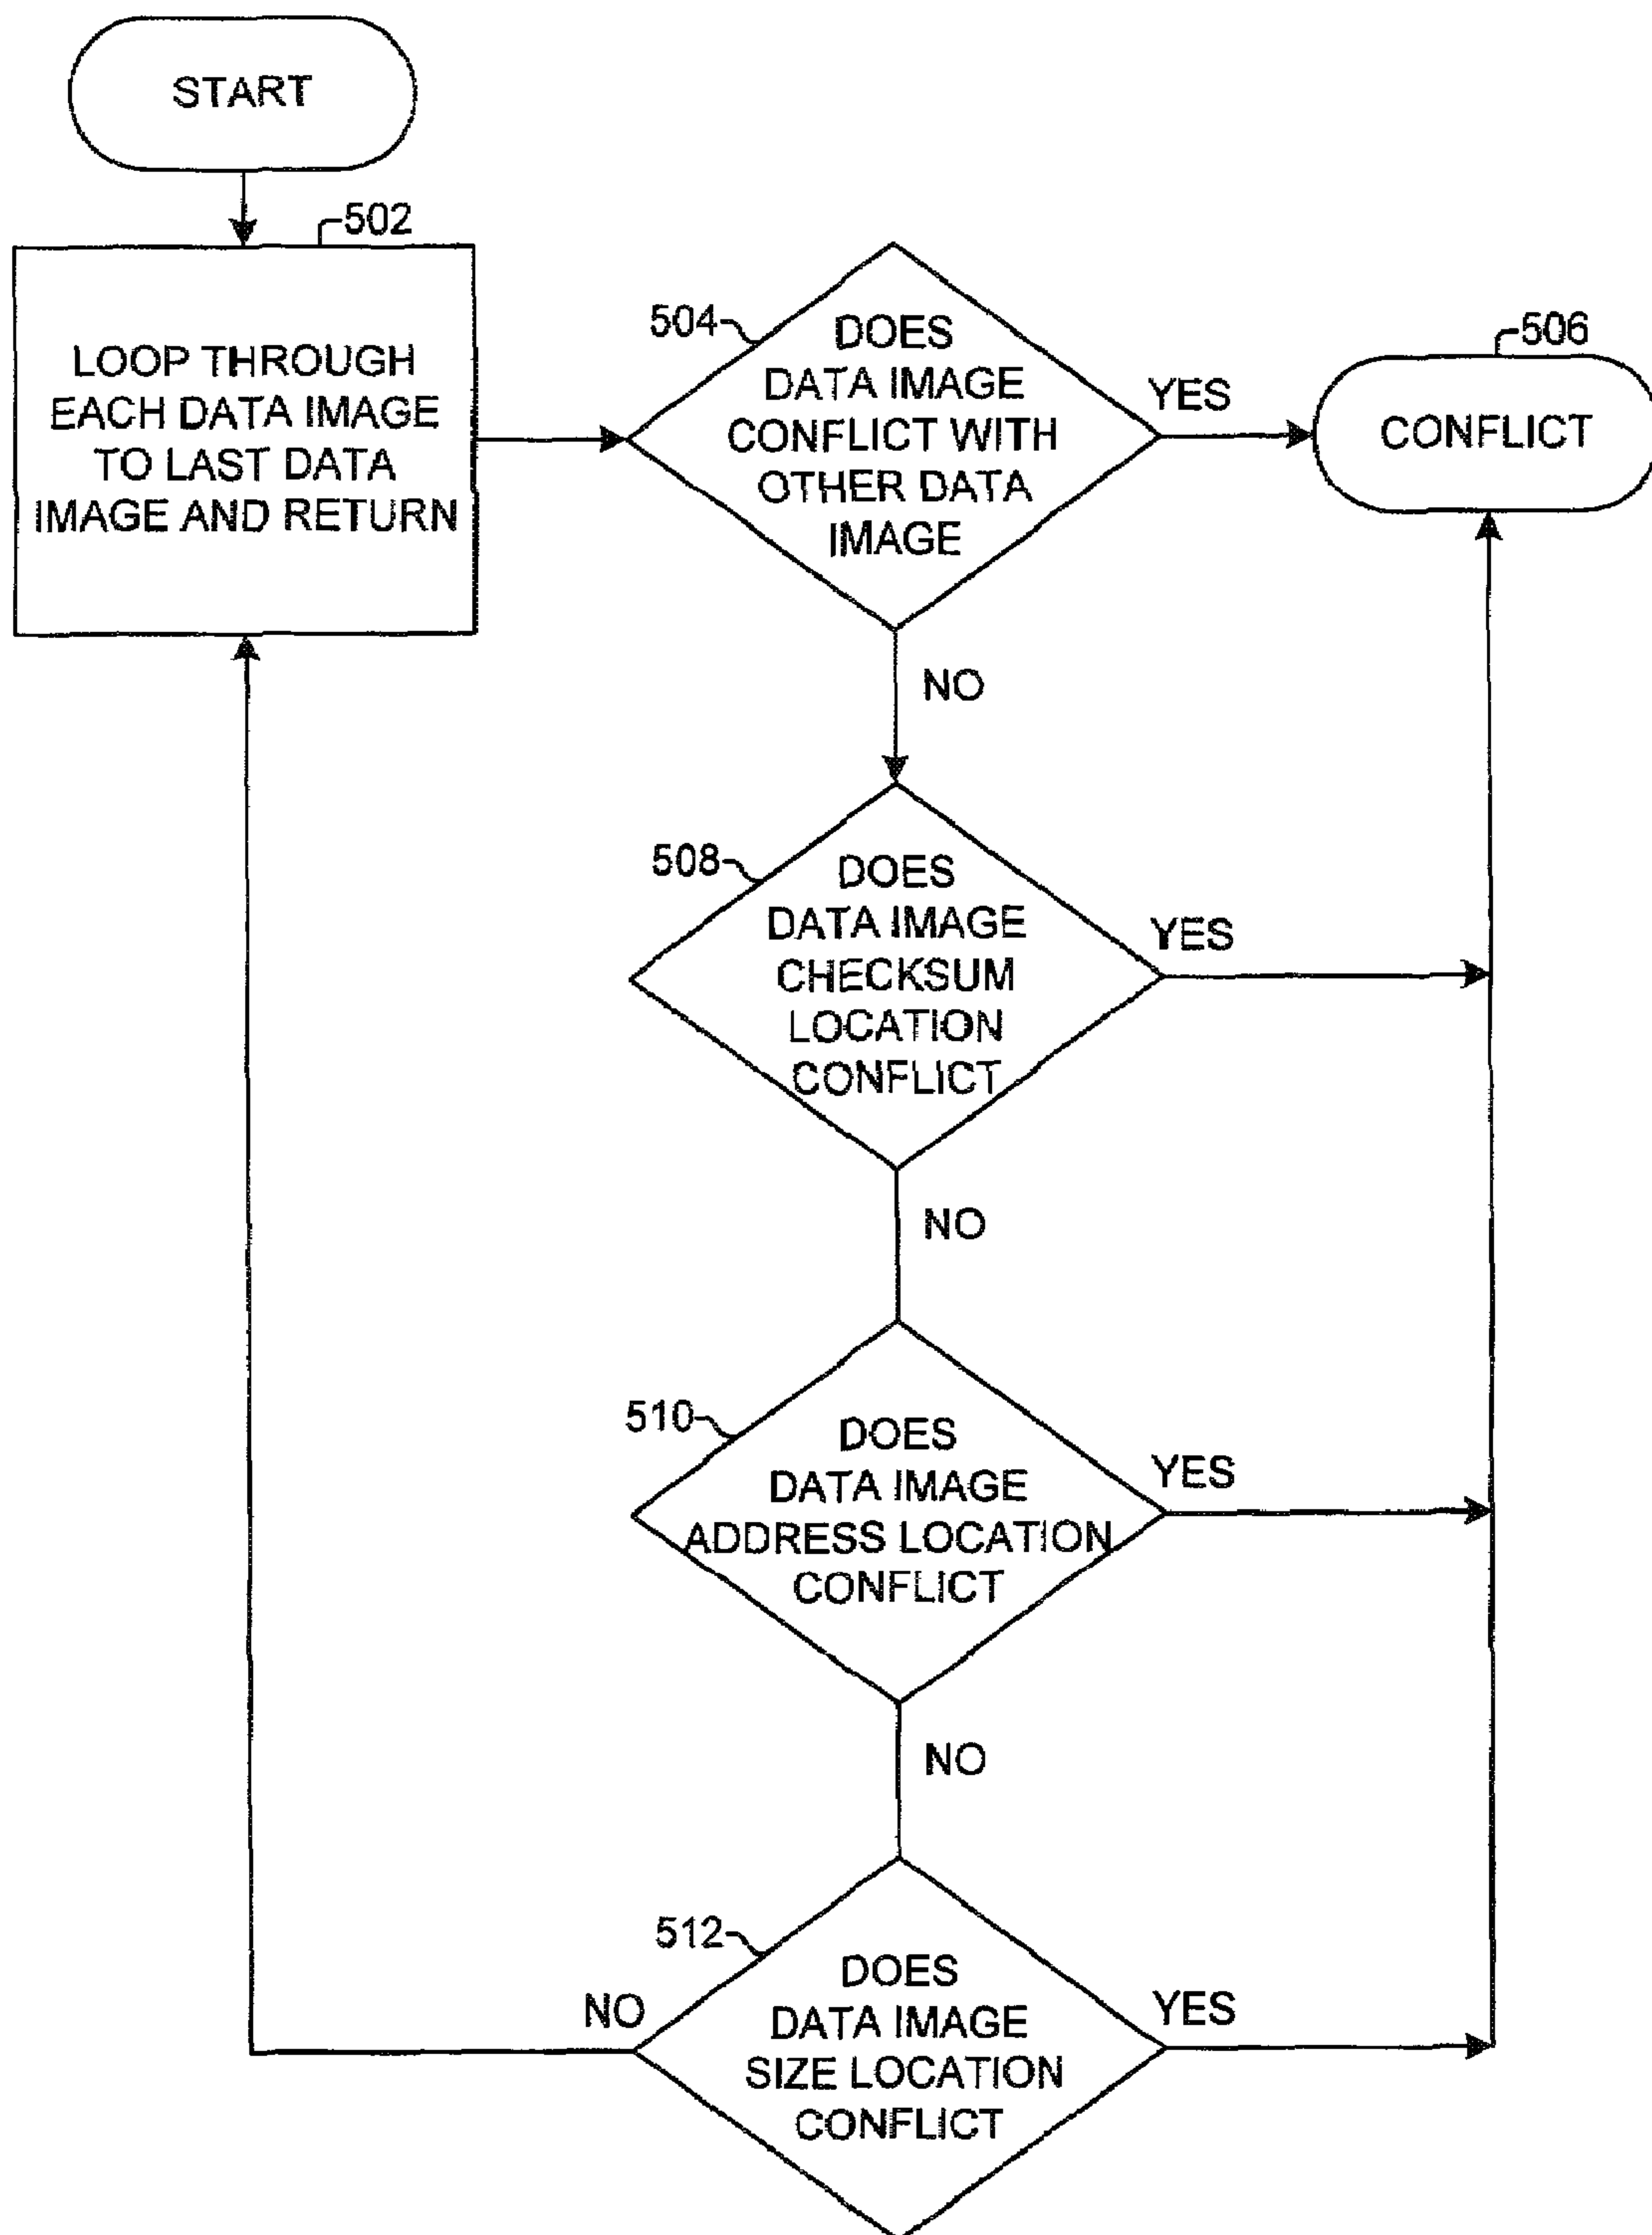 START
502
LOOP THROUGH
EACH DATA IMAGE
TO LAST DATA
IMAGE AND RETURN
504
DOES
DATA IMAGE
CONFLICT WITH
OTHER DATA
IMAGE
YES
506
CONFLICT
NO
508
DOES
DATA IMAGE
CHECKSUM
LOCATION
CONFLICT
YES
NO
510
DOES
DATA IMAGE
ADDRESS LOCATION
CONFLICT
YES
NO
512
DOES
DATA IMAGE
SIZE LOCATION
CONFLICT
NO
YES